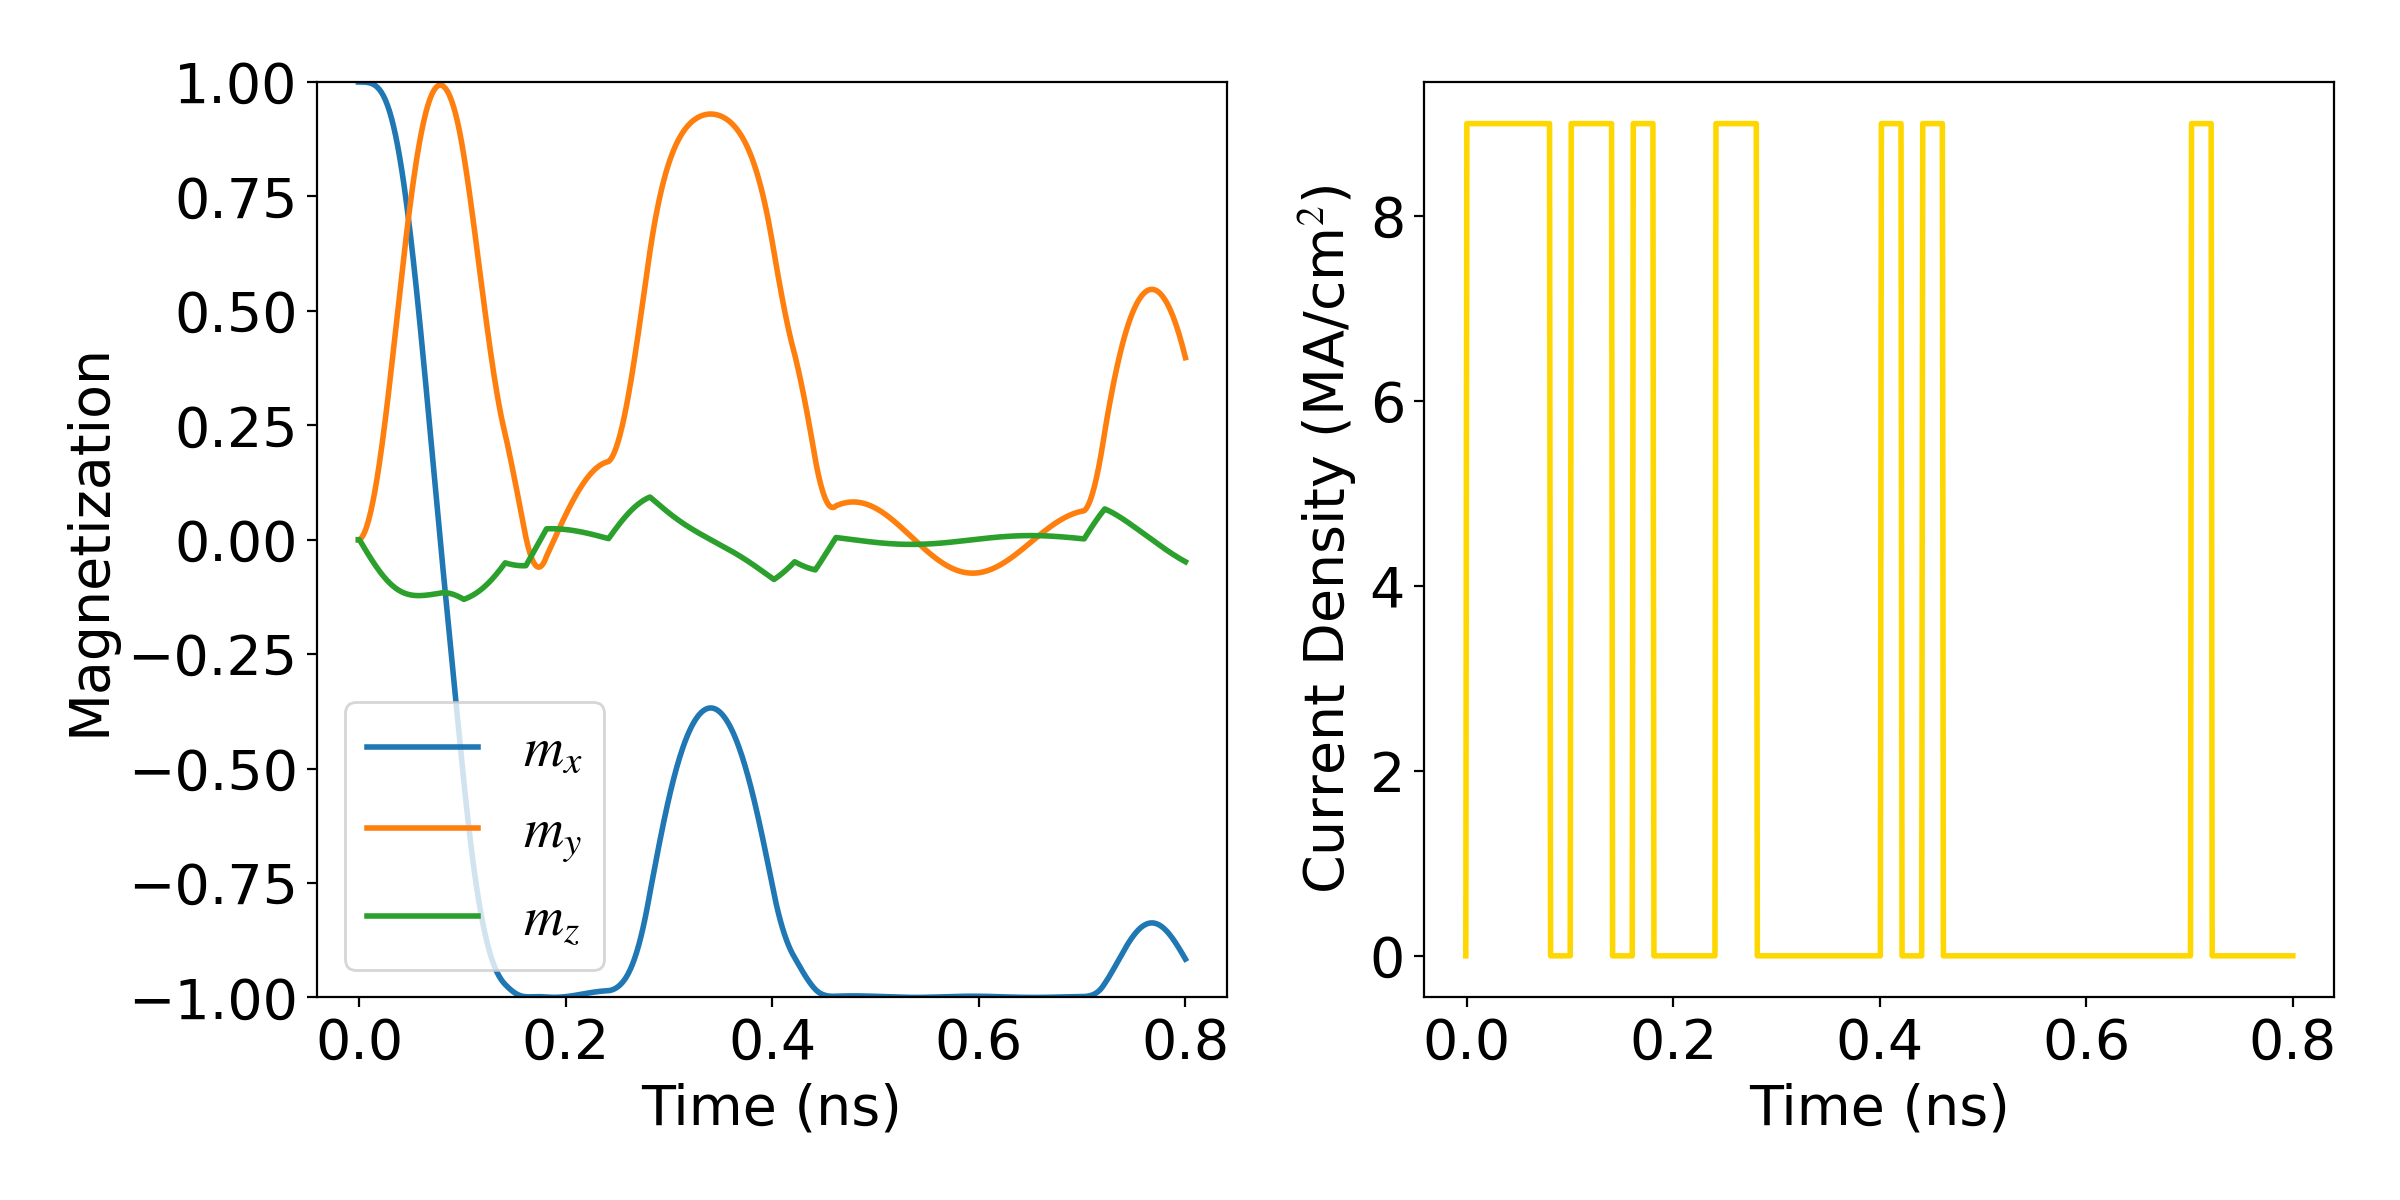 Magnetization
1.00
0.75
0.50
0.25
0.00
−0.25
−0.50
−0.75
−1.00
m_x
m_y
m_z
0.0 0.2 0.4 0.6 0.8
Time (ns)
Current Density (MA/cm²)
8
6
4
2
0
0.0 0.2 0.4 0.6 0.8
Time (ns)